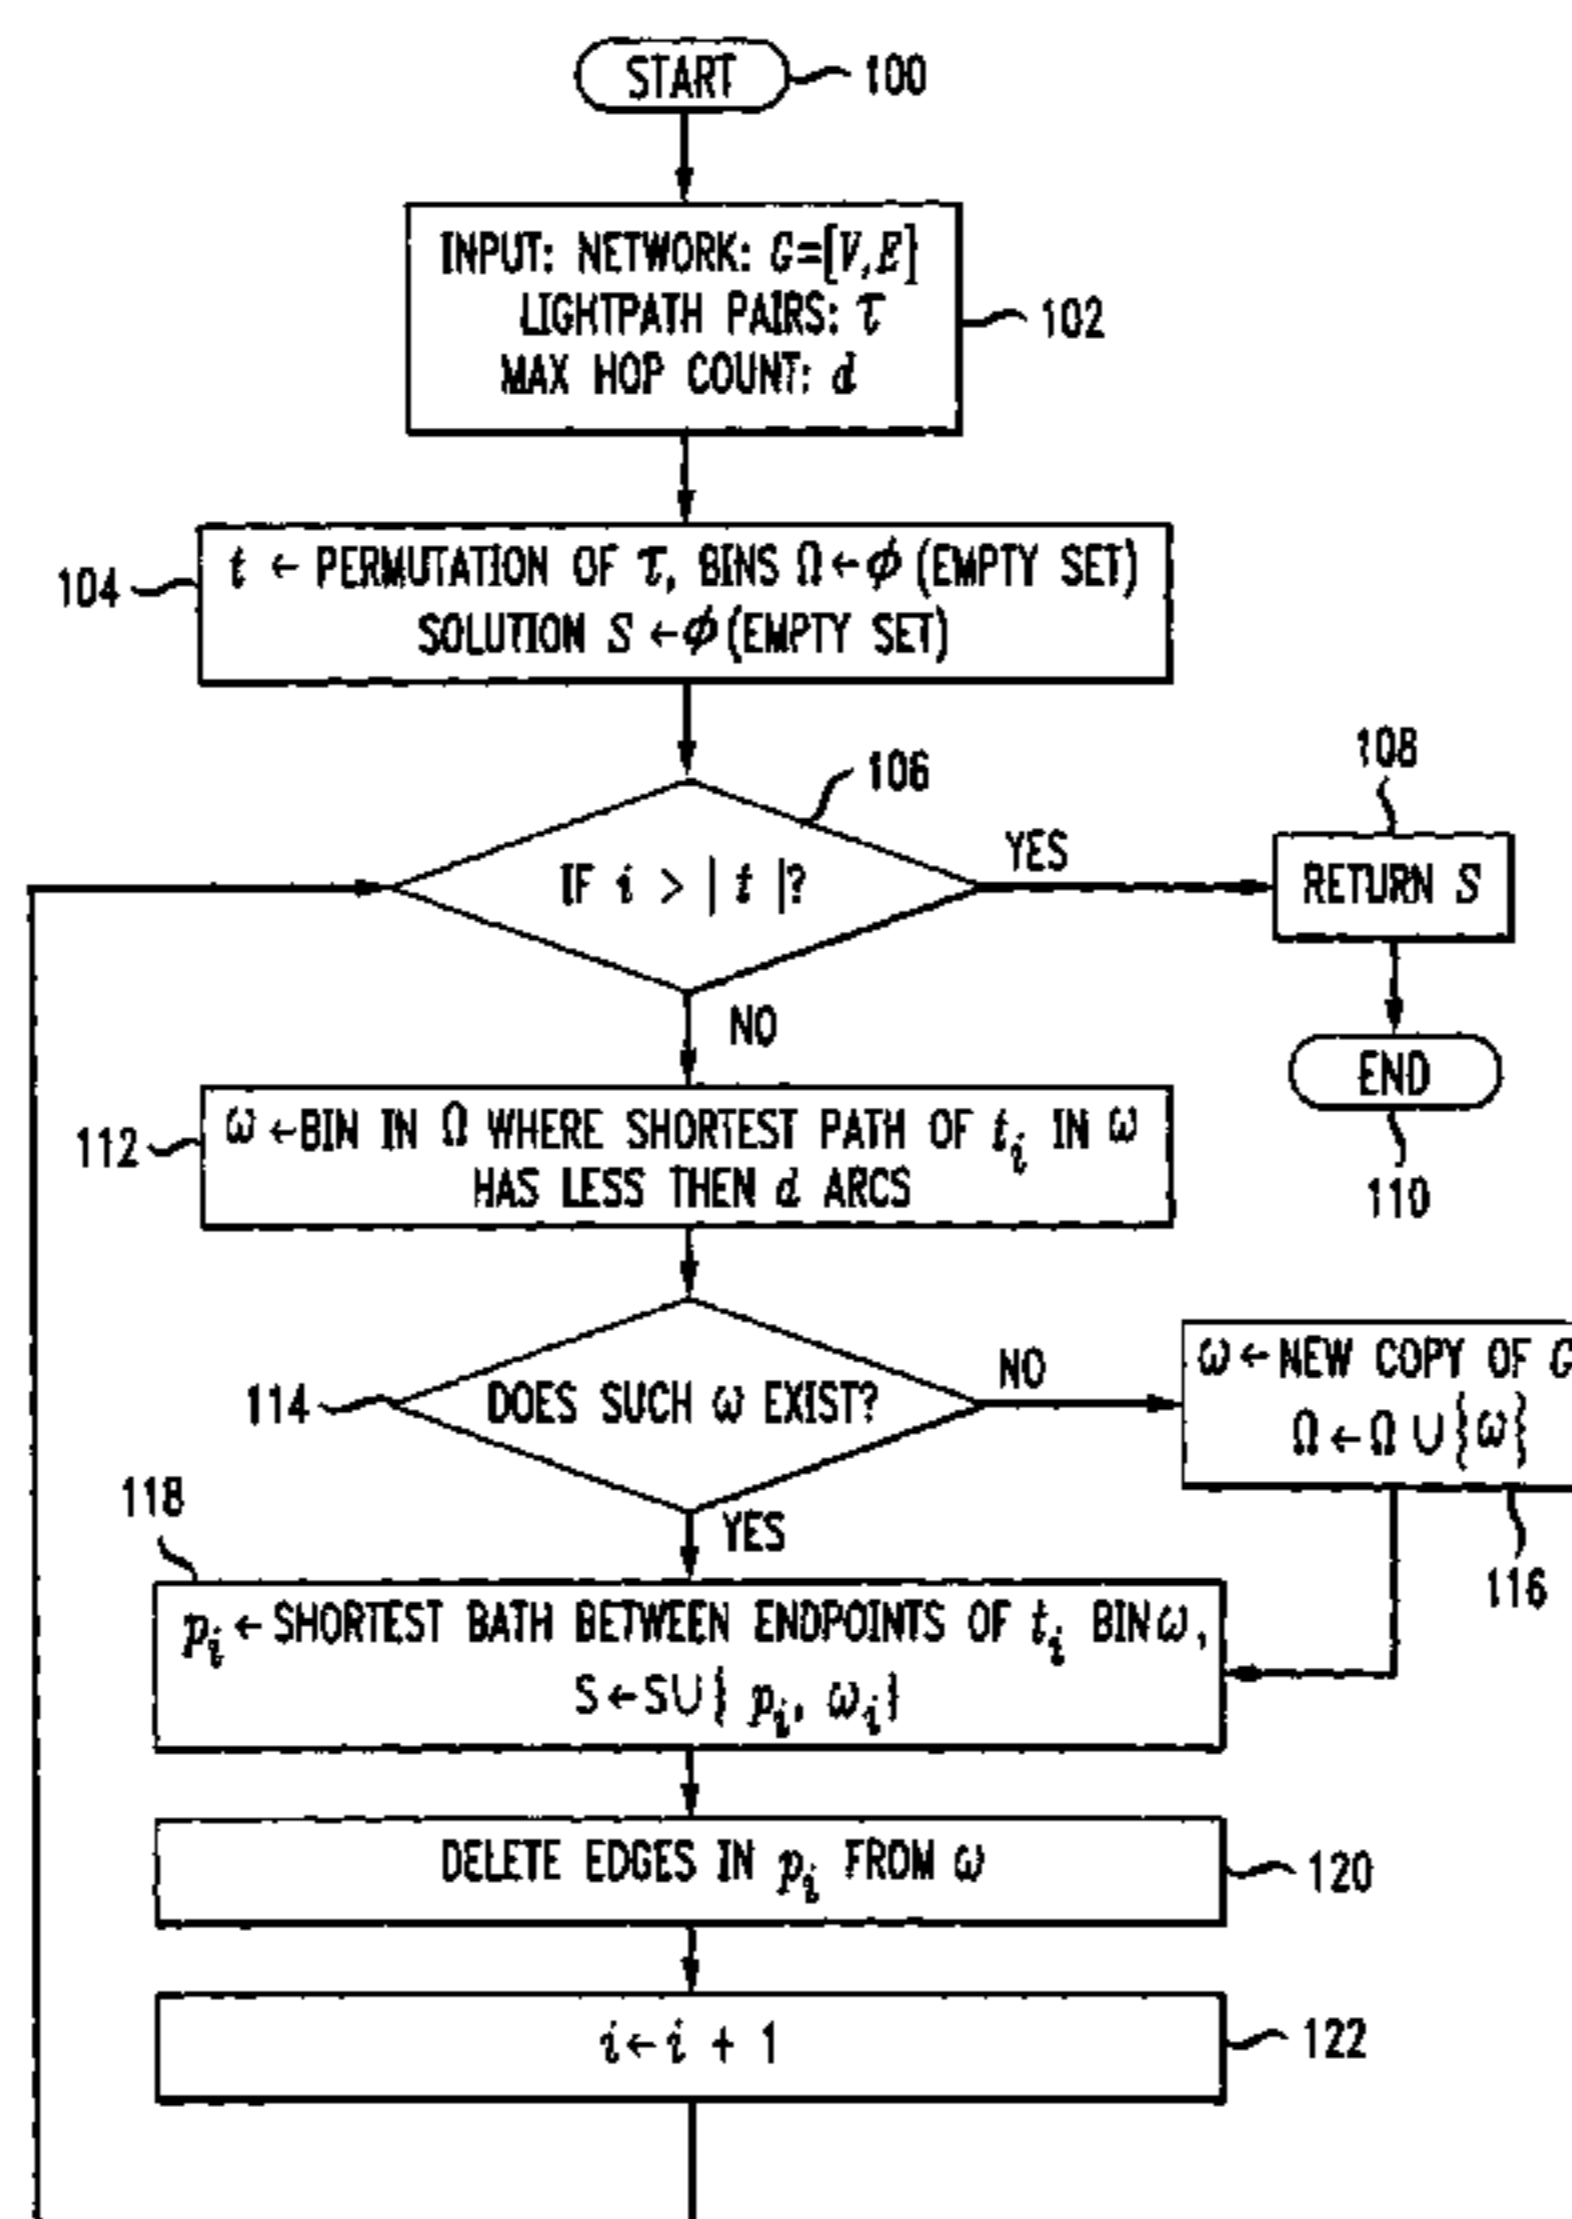 START
100
INPUT: NETWORK: G=[V,E]
LIGHTPATH PAIRS: τ
MAX HOP COUNT: d
102
104
t ← PERMUTATION OF τ, BINS Ω←ϕ (EMPTY SET)
SOLUTION S ←ϕ (EMPTY SET)
106
108
IF i > | t |?
YES
RETURN S
NO
END
110
112
ω ←BIN IN Ω WHERE SHORTEST PATH OF t_i IN ω
HAS LESS THEN d ARCS
114
DOES SUCH ω EXIST?
NO
ω ← NEW COPY OF G
Ω ← Ω ∪ {ω}
116
YES
118
p_i ← SHORTEST BATH BETWEEN ENDPOINTS OF t_i BIN ω,
S ← S∪{ p_i, ω_i}
DELETE EDGES IN p_i FROM ω
120
i ← i + 1
122